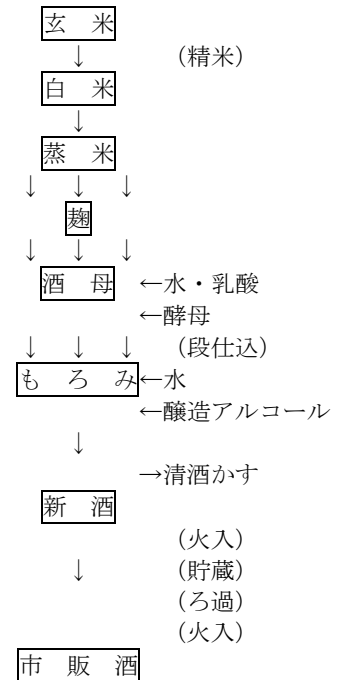 玄　米
↓　（精米）
白　米
↓
蒸　米
↓　↓　↓
麹
↓　↓　↓
酒　母　←水・乳酸
←酵母
↓　↓　↓　（段仕込）
も　ろ　み←水
←醸造アルコール
↓
→清酒かす
新　酒
（火入）
↓　（貯蔵）
（ろ過）
（火入）
市　販　酒